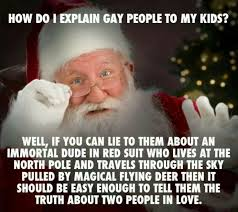 HOW DO I EXPLAIN GAY PEOPLE TO MY KIDS?
WELL, IF YOU CAN LIE TO THEM ABOUT AN
IMMORTAL DUDE IN RED SUIT WHO LIVES AT THE
NORTH POLE AND TRAVELS THROUGH THE SKY
PULLED BY MAGICAL FLYING DEER THEN IT
SHOULD BE EASY ENOUGH TO TELL THEM THE
TRUTH ABOUT TWO PEOPLE IN LOVE.